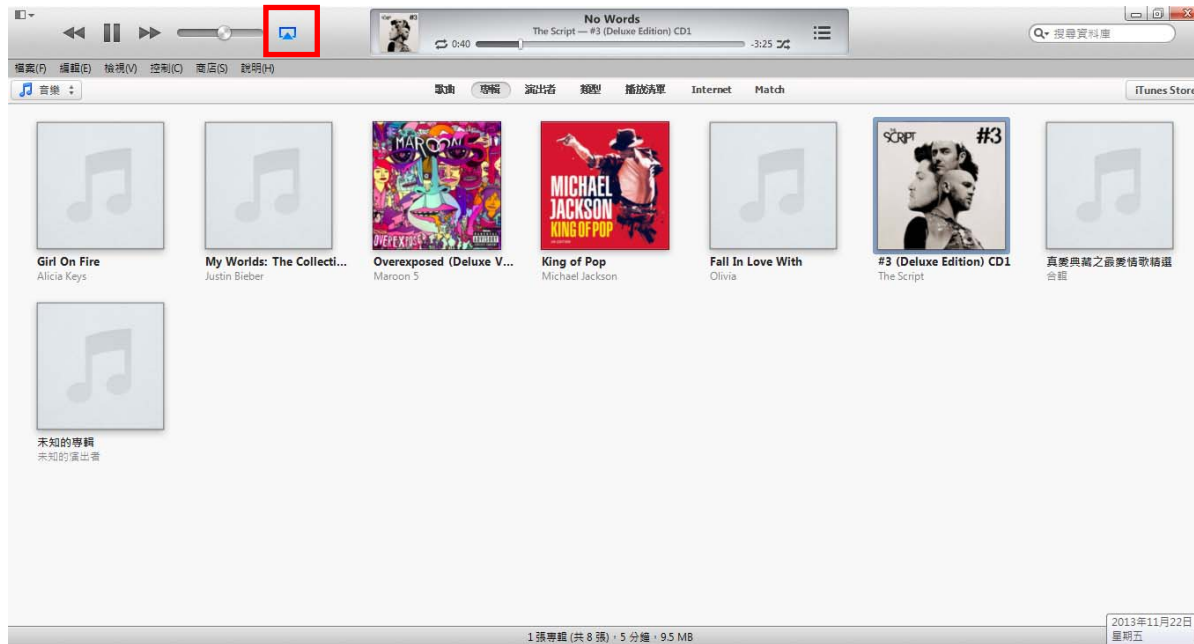 No Words
The Script — #3 (Deluxe Edition) CD1
0:40
-3:25
搜尋資料庫
檔案(F) 編輯(E) 檢視(V) 控制(C) 商店(S) 說明(H)
音樂
歌曲 專輯 演出者 類型 播放清單 Internet Match
iTunes Store
MAROON 5
OVEREXPOSED
MICHAEL
JACKSON
KING OF POP
SCRIPT #3
Girl On Fire
Alicia Keys
My Worlds: The Collecti...
Justin Bieber
Overexposed (Deluxe V...
Maroon 5
King of Pop
Michael Jackson
Fall In Love With
Olivia
#3 (Deluxe Edition) CD1
The Script
真愛典藏之最愛情歌精選
合輯
未知的專輯
未知的演出者
1 張專輯 (共 8 張)，5 分鐘，9.5 MB
2013年11月22日
星期五